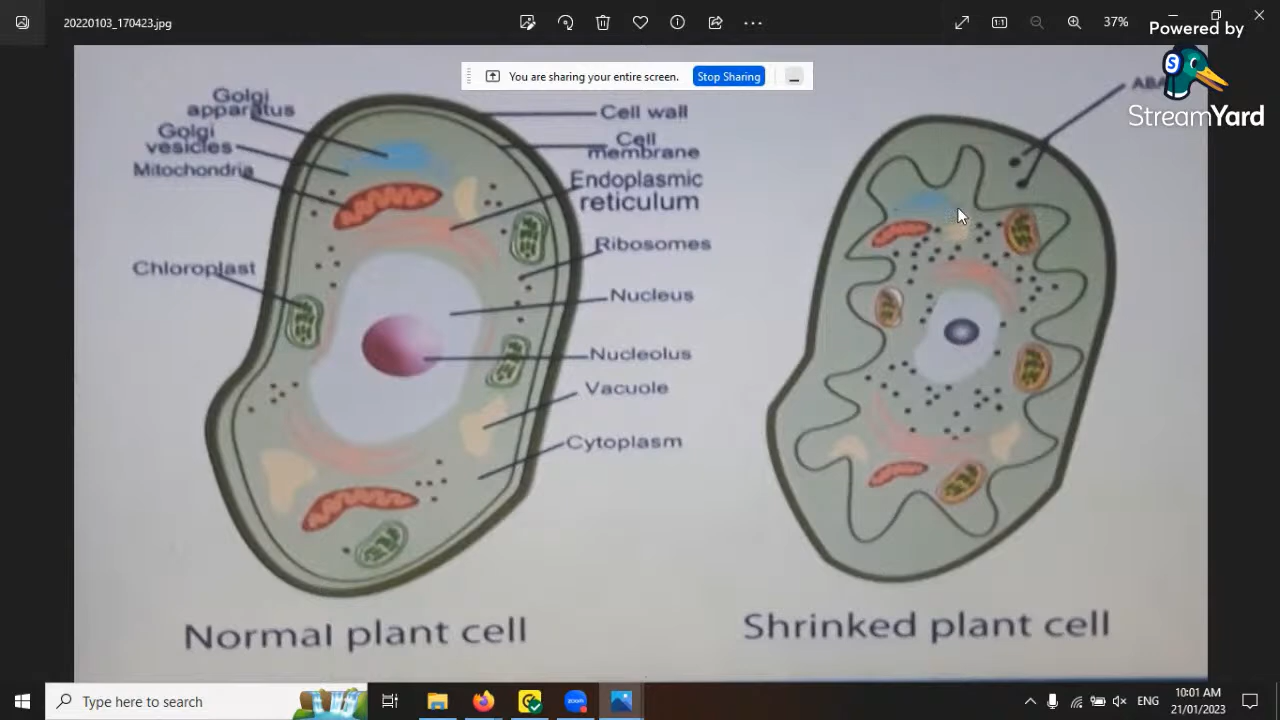 20220103_170423.jpg
37%
Powered by
StreamYard
You are sharing your entire screen.
Stop Sharing
Golgi
apparatus
Golgi
vesicles
Mitochondria
Chloroplast
Cell wall
Cell
membrane
Endoplasmic
reticulum
Ribosomes
Nucleus
Nucleolus
Vacuole
Cytoplasm
ABA
Normal plant cell
Shrinked plant cell
Type here to search
zoom
ENG
10:01 AM
21/01/2023